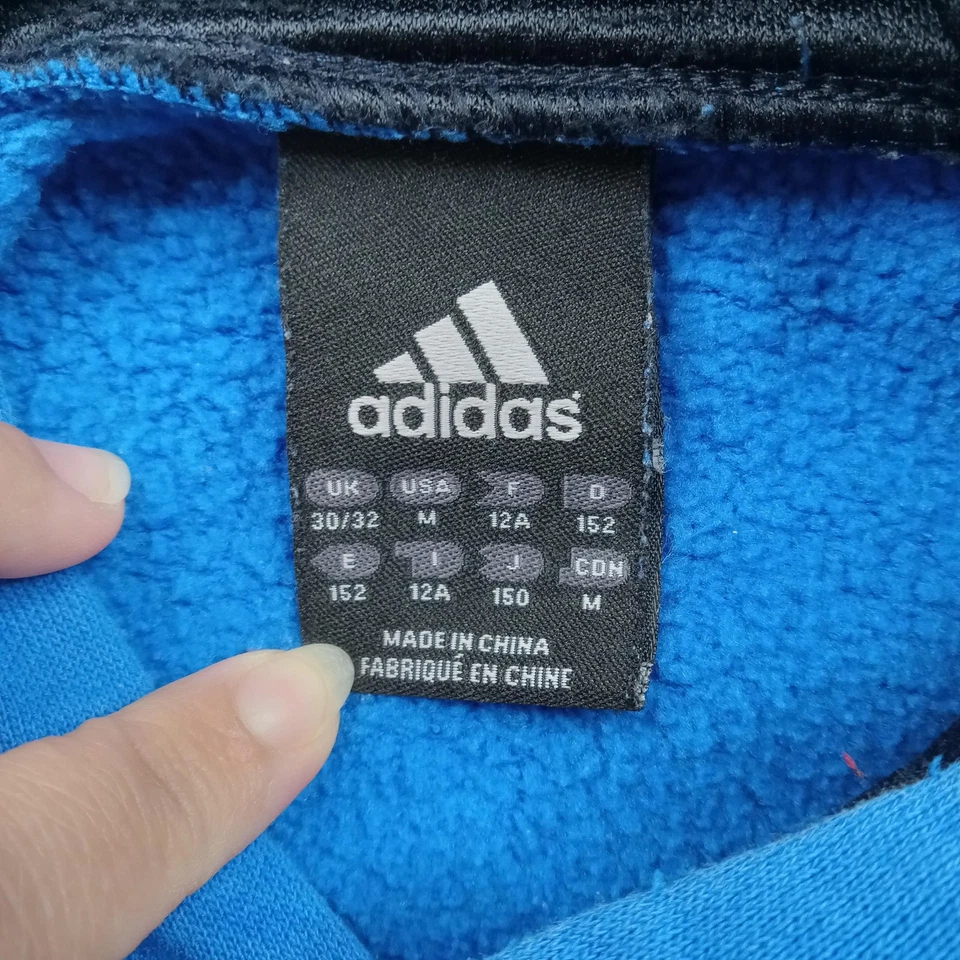 adidas
UK USA F D
30/32 M 12A 152
E I J CDN
152 12A 150 M
MADE IN CHINA
FABRIQUÉ EN CHINE